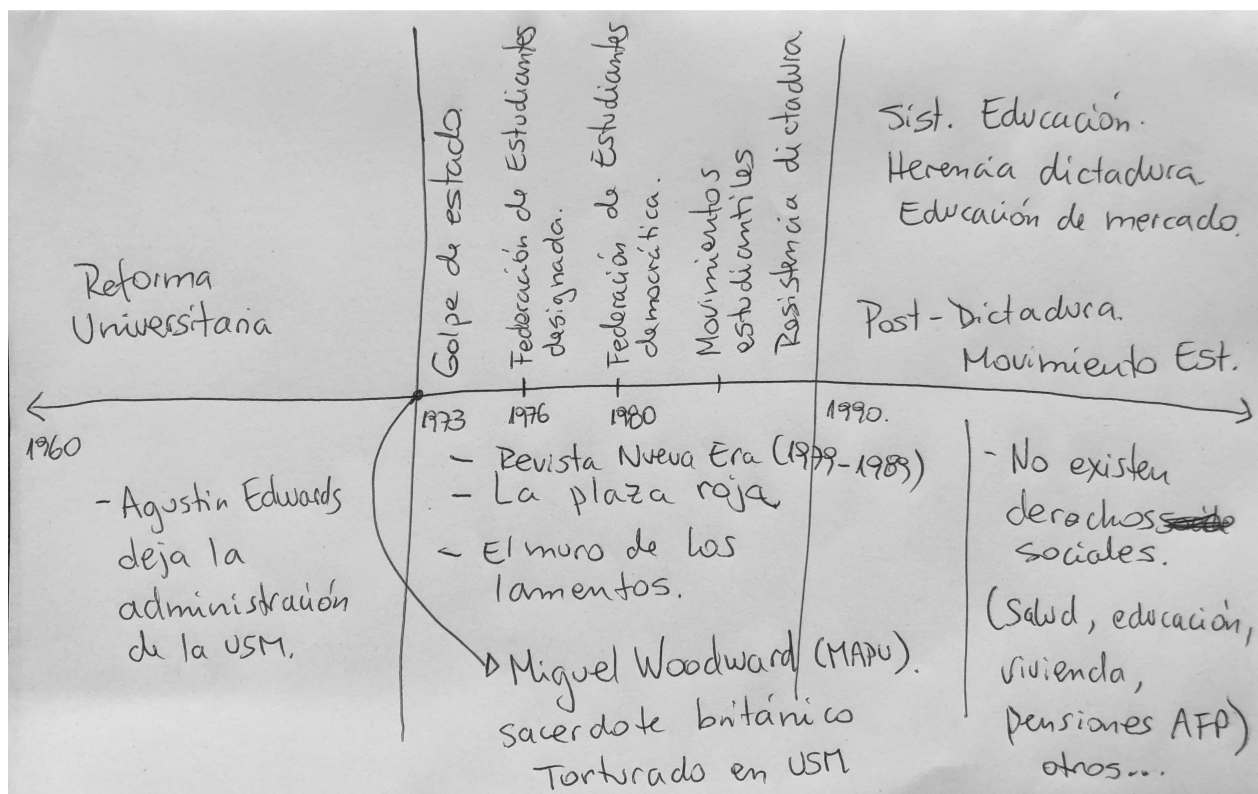 Reforma
Universitaria
Golpe de estado.
Federación de Estudiantes
designada.
Federación de Estudiantes
democrática.
Movimientos
estudiantiles
Resistencia dictadura
Sist. Educación.
Herencia dictadura
Educación de mercado.
Post-Dictadura.
Movimiento Est.
1960
1973
1976
1980
1990.
- Agustin Edwards
deja la
administración
de la USM.
- Revista Nueva Era (1979-1989)
- La plaza roja
- El muro de los
lamentos.
Miguel Woodward (MAPU).
sacerdote británico
Torturado en USM
- No existen
derechos
sociales.
(Salud, educación,
vivienda,
pensiones AFP)
otros...